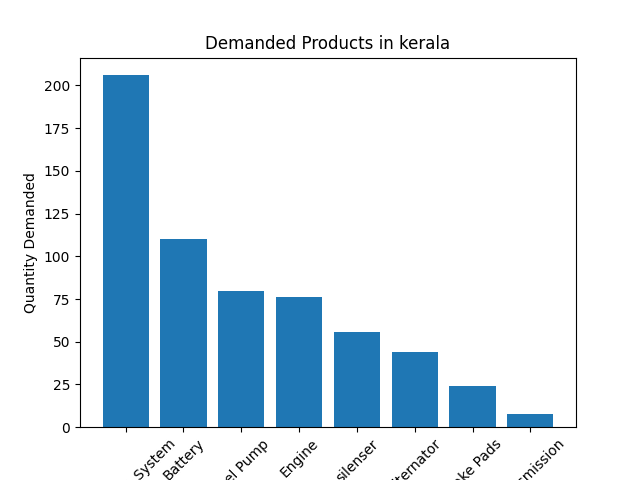 Demanded Products in kerala
Quantity Demanded
200
175
150
125
100
75
50
25
0
System
Battery
el Pump
Engine
silenser
lternator
ke Pads
smission